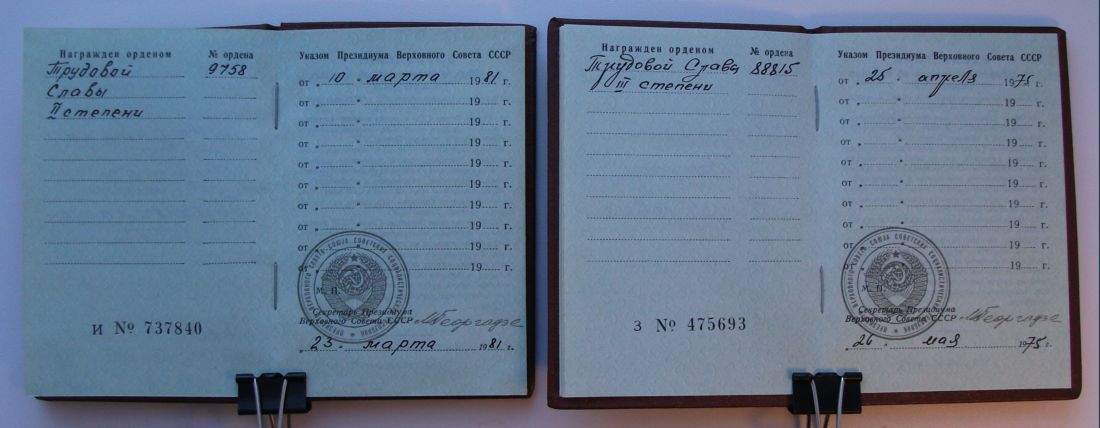 Награжден орденом
№ ордена
Трудовой
9758
Славы
II степени
И № 737840
Указом Президиума Верховного Совета СССР
от „ 10 “ марта 1981 г.
от „ “ 19 г.
от „ “ 19 г.
от „ “ 19 г.
от „ “ 19 г.
от „ “ 19 г.
от „ “ 19 г.
от „ “ 19 г.
от „ “ 19 г.
от „ “ 19 г.
М. П.
Секретарь Президиума
Верховного Совета СССР
„ 23 “ марта 1981 г.
Награжден орденом
№ ордена
Трудовой Славы 88815
III степени
З № 475693
Указом Президиума Верховного Совета СССР
от „ 25 “ апреля 1975 г.
от „ “ 19 г.
от „ “ 19 г.
от „ “ 19 г.
от „ “ 19 г.
от „ “ 19 г.
от „ “ 19 г.
от „ “ 19 г.
М. П.
Секретарь Президиума
Верховного Совета СССР
„ 26 “ мая 1975 г.